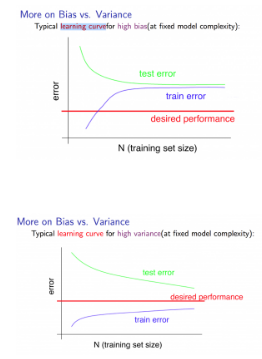 More on Bias vs. Variance
Typical learning curvefor high bias(at fixed model complexity):
test error
train error
error
desired performance
N (training set size)
More on Bias vs. Variance
Typical learning curve for high variance(at fixed model complexity):
test error
error
desired performance
train error
N (training set size)